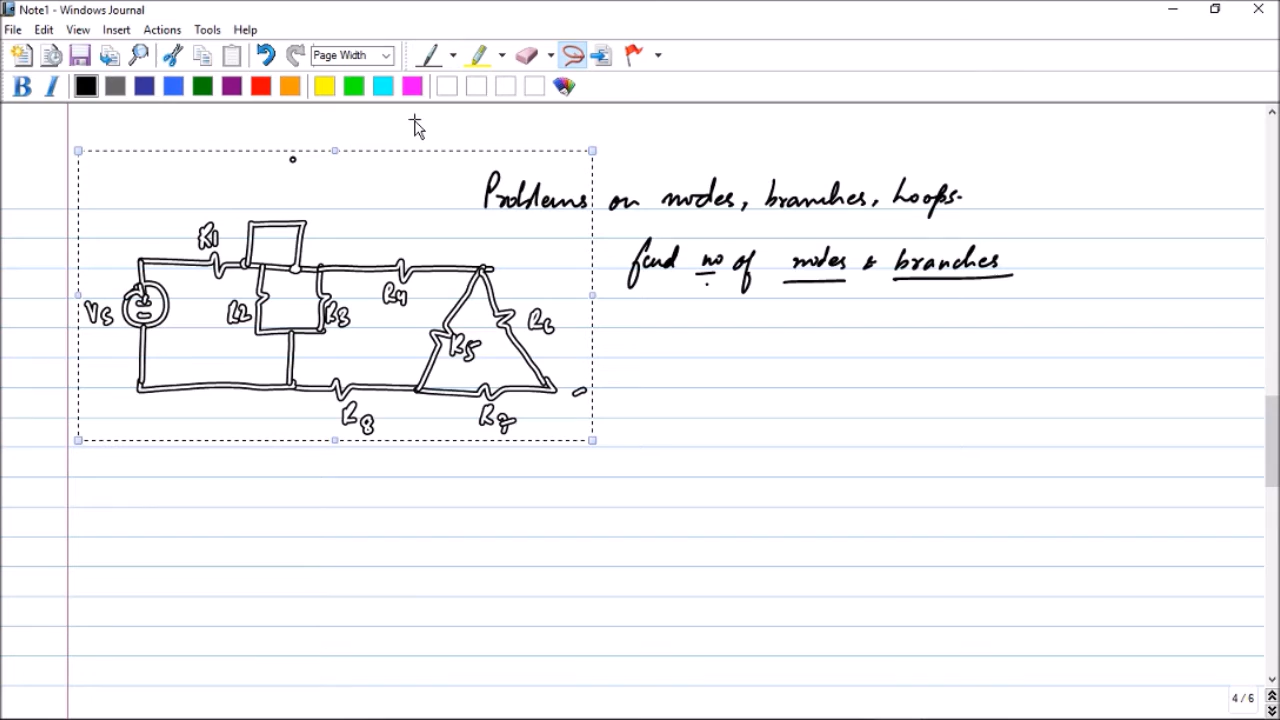 Note1 - Windows Journal
File Edit View Insert Actions Tools Help
Page Width
B I
Problems on nodes, branches, Loops.
find no of nodes & branches
R1
Vs R2 R3 R4 R5 R6
R8 R7
4 / 6